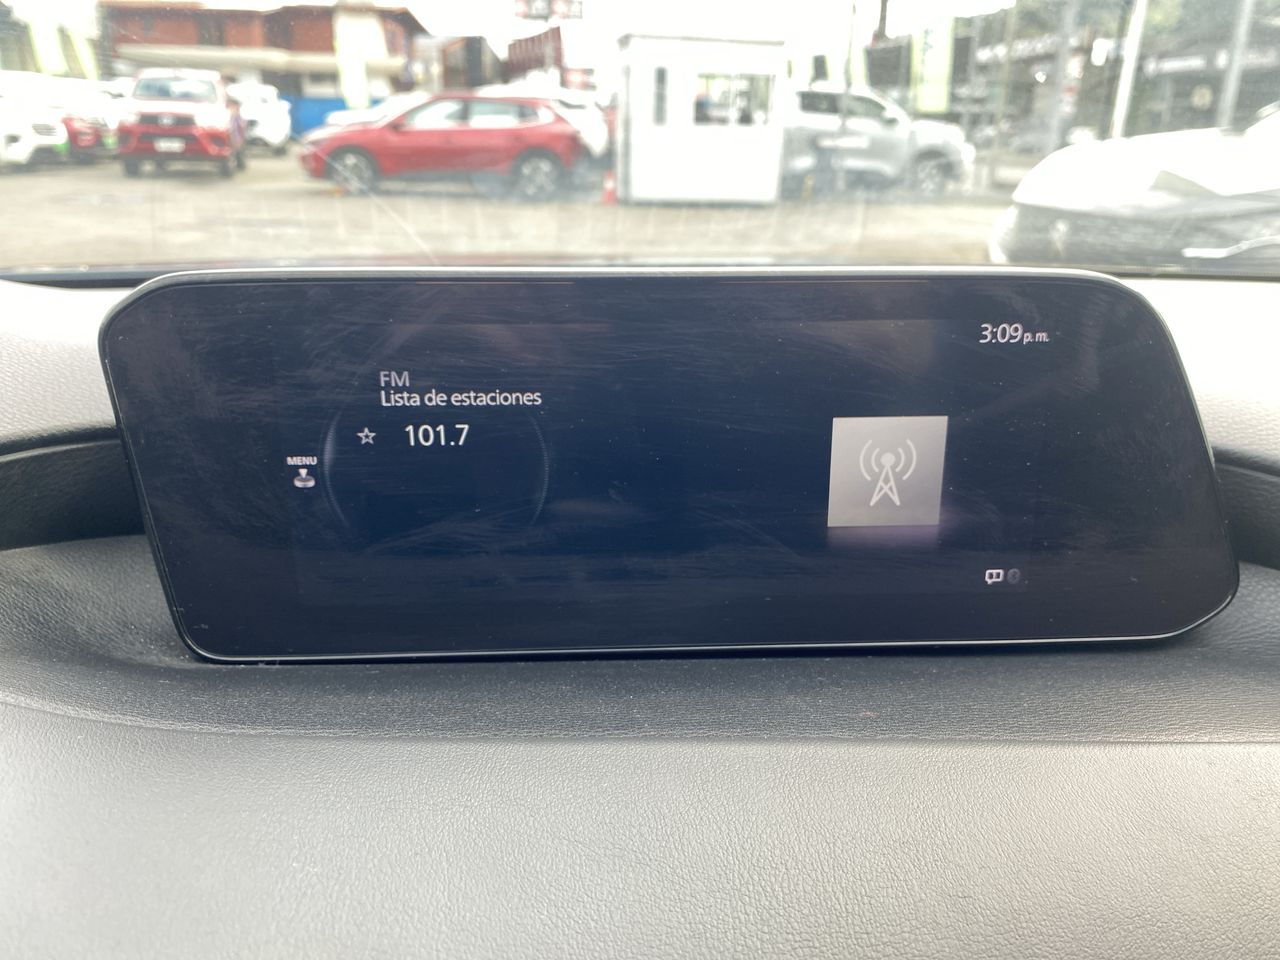 3:09 p. m.
FM
Lista de estaciones
101.7
MENU